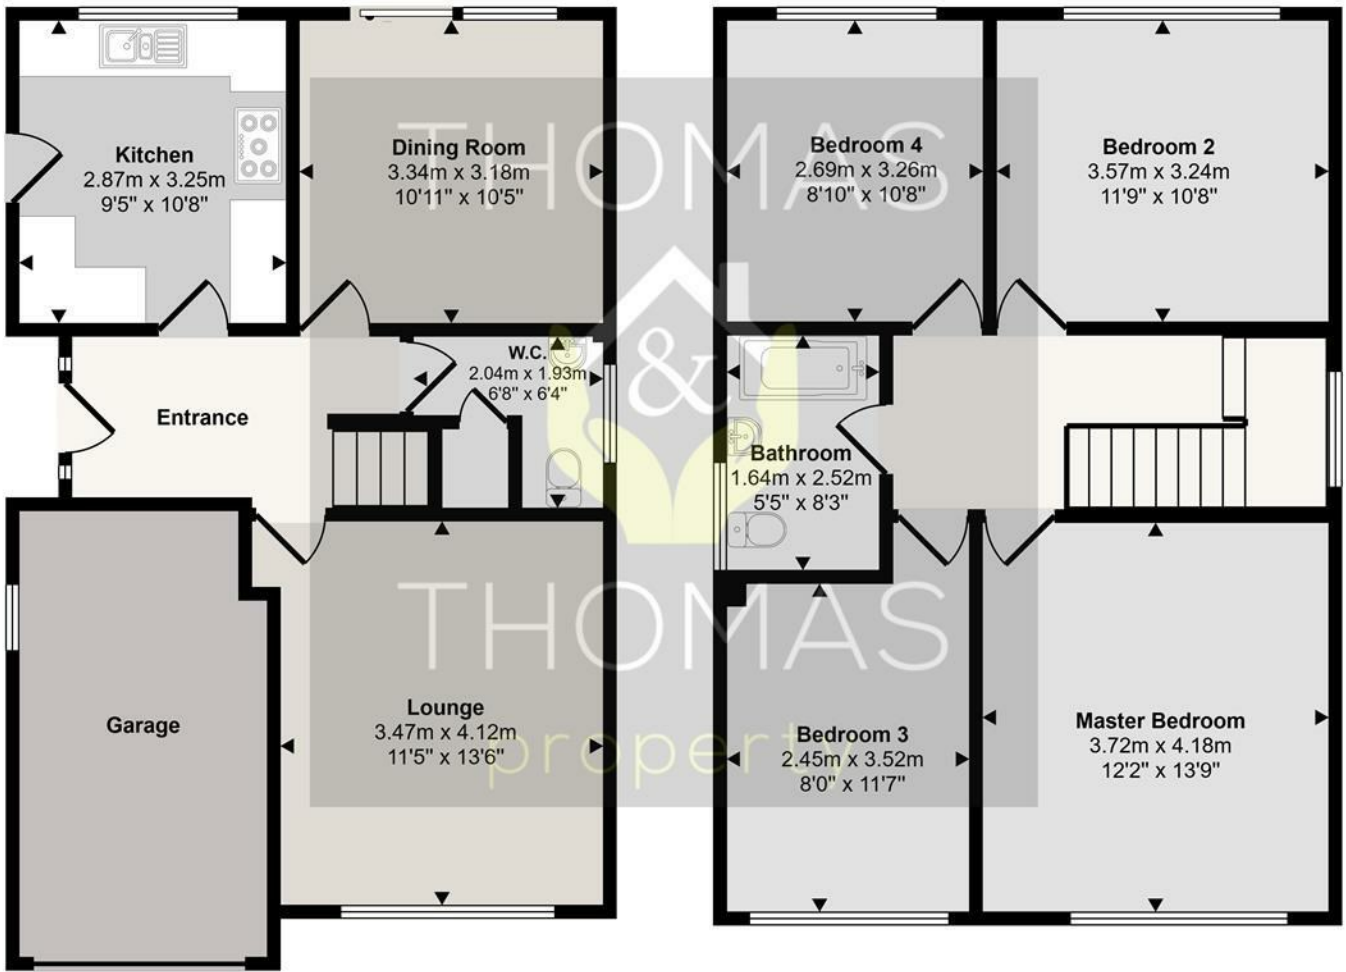 Kitchen
2.87m x 3.25m
9'5" x 10'8"
Dining Room
3.34m x 3.18m
10'11" x 10'5"
W.C.
2.04m x 1.93m
6'8" x 6'4"
Entrance
Garage
Lounge
3.47m x 4.12m
11'5" x 13'6"
Bedroom 4
2.69m x 3.26m
8'10" x 10'8"
Bedroom 2
3.57m x 3.24m
11'9" x 10'8"
Bathroom
1.64m x 2.52m
5'5" x 8'3"
Bedroom 3
2.45m x 3.52m
8'0" x 11'7"
Master Bedroom
3.72m x 4.18m
12'2" x 13'9"
THOMAS
&
THOMAS
property